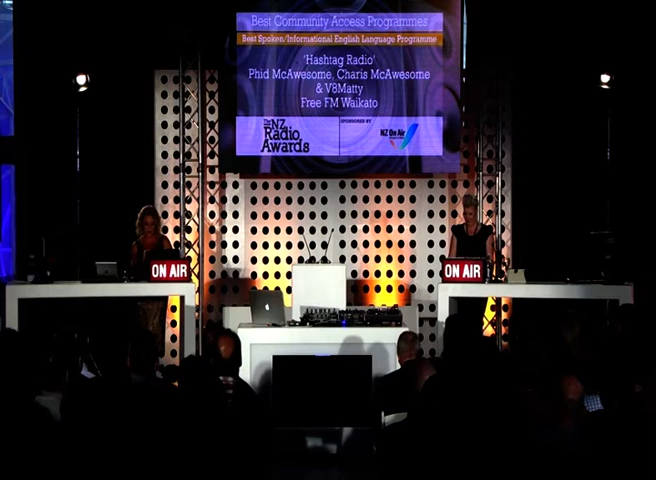 Best Community Access Programmes
Best Spoken/Informational English Language Programme
'Hashtag Radio'
Phid McAwesome, Charis McAwesome
& V8Matty
Free FM Waikato
The NZ
Radio
Awards
SPONSORED BY
NZ On Air
ON AIR
ON AIR